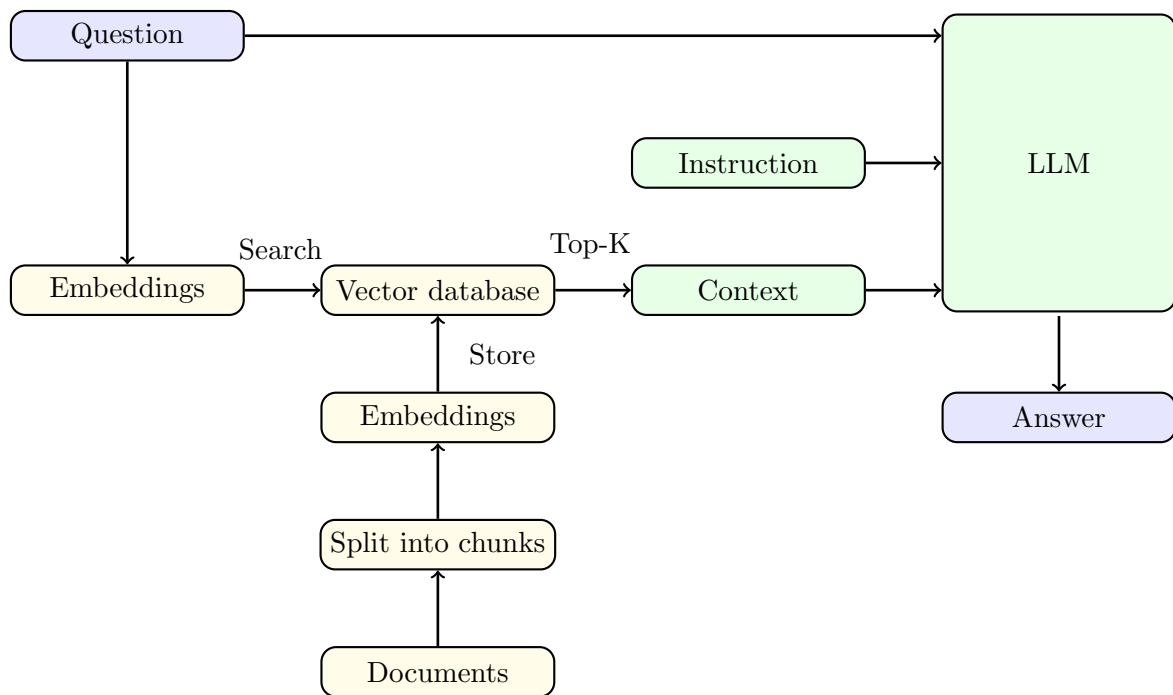 Question
Instruction
LLM
Search
Top-K
Embeddings
Vector database
Context
Store
Embeddings
Answer
Split into chunks
Documents